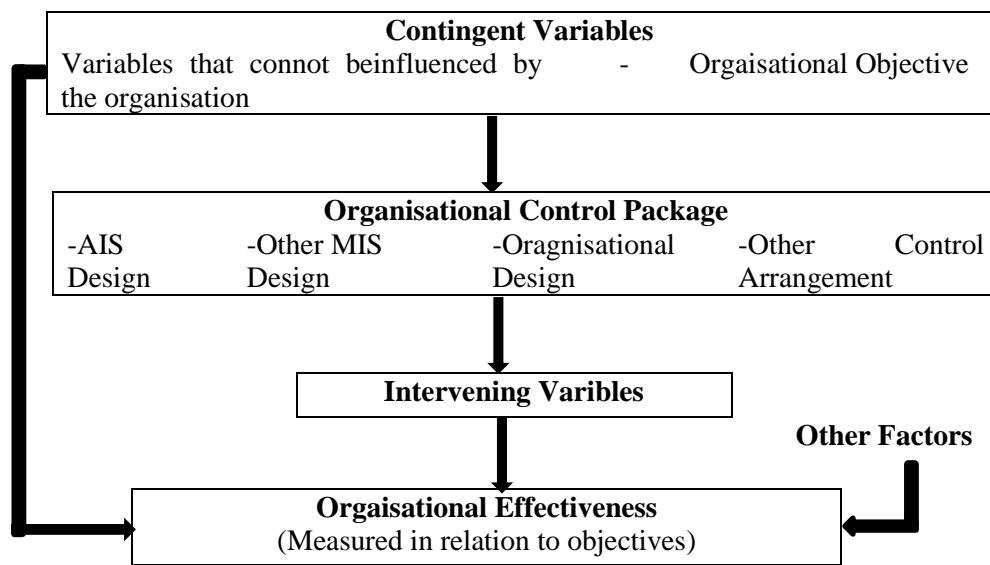 Contingent Variables
Variables that connot beinfluenced by - Orgaisational Objective
the organisation
Organisational Control Package
-AIS -Other MIS -Oragnisational -Other Control
Design Design Design Arrangement
Intervening Varibles
Other Factors
Orgaisational Effectiveness
(Measured in relation to objectives)